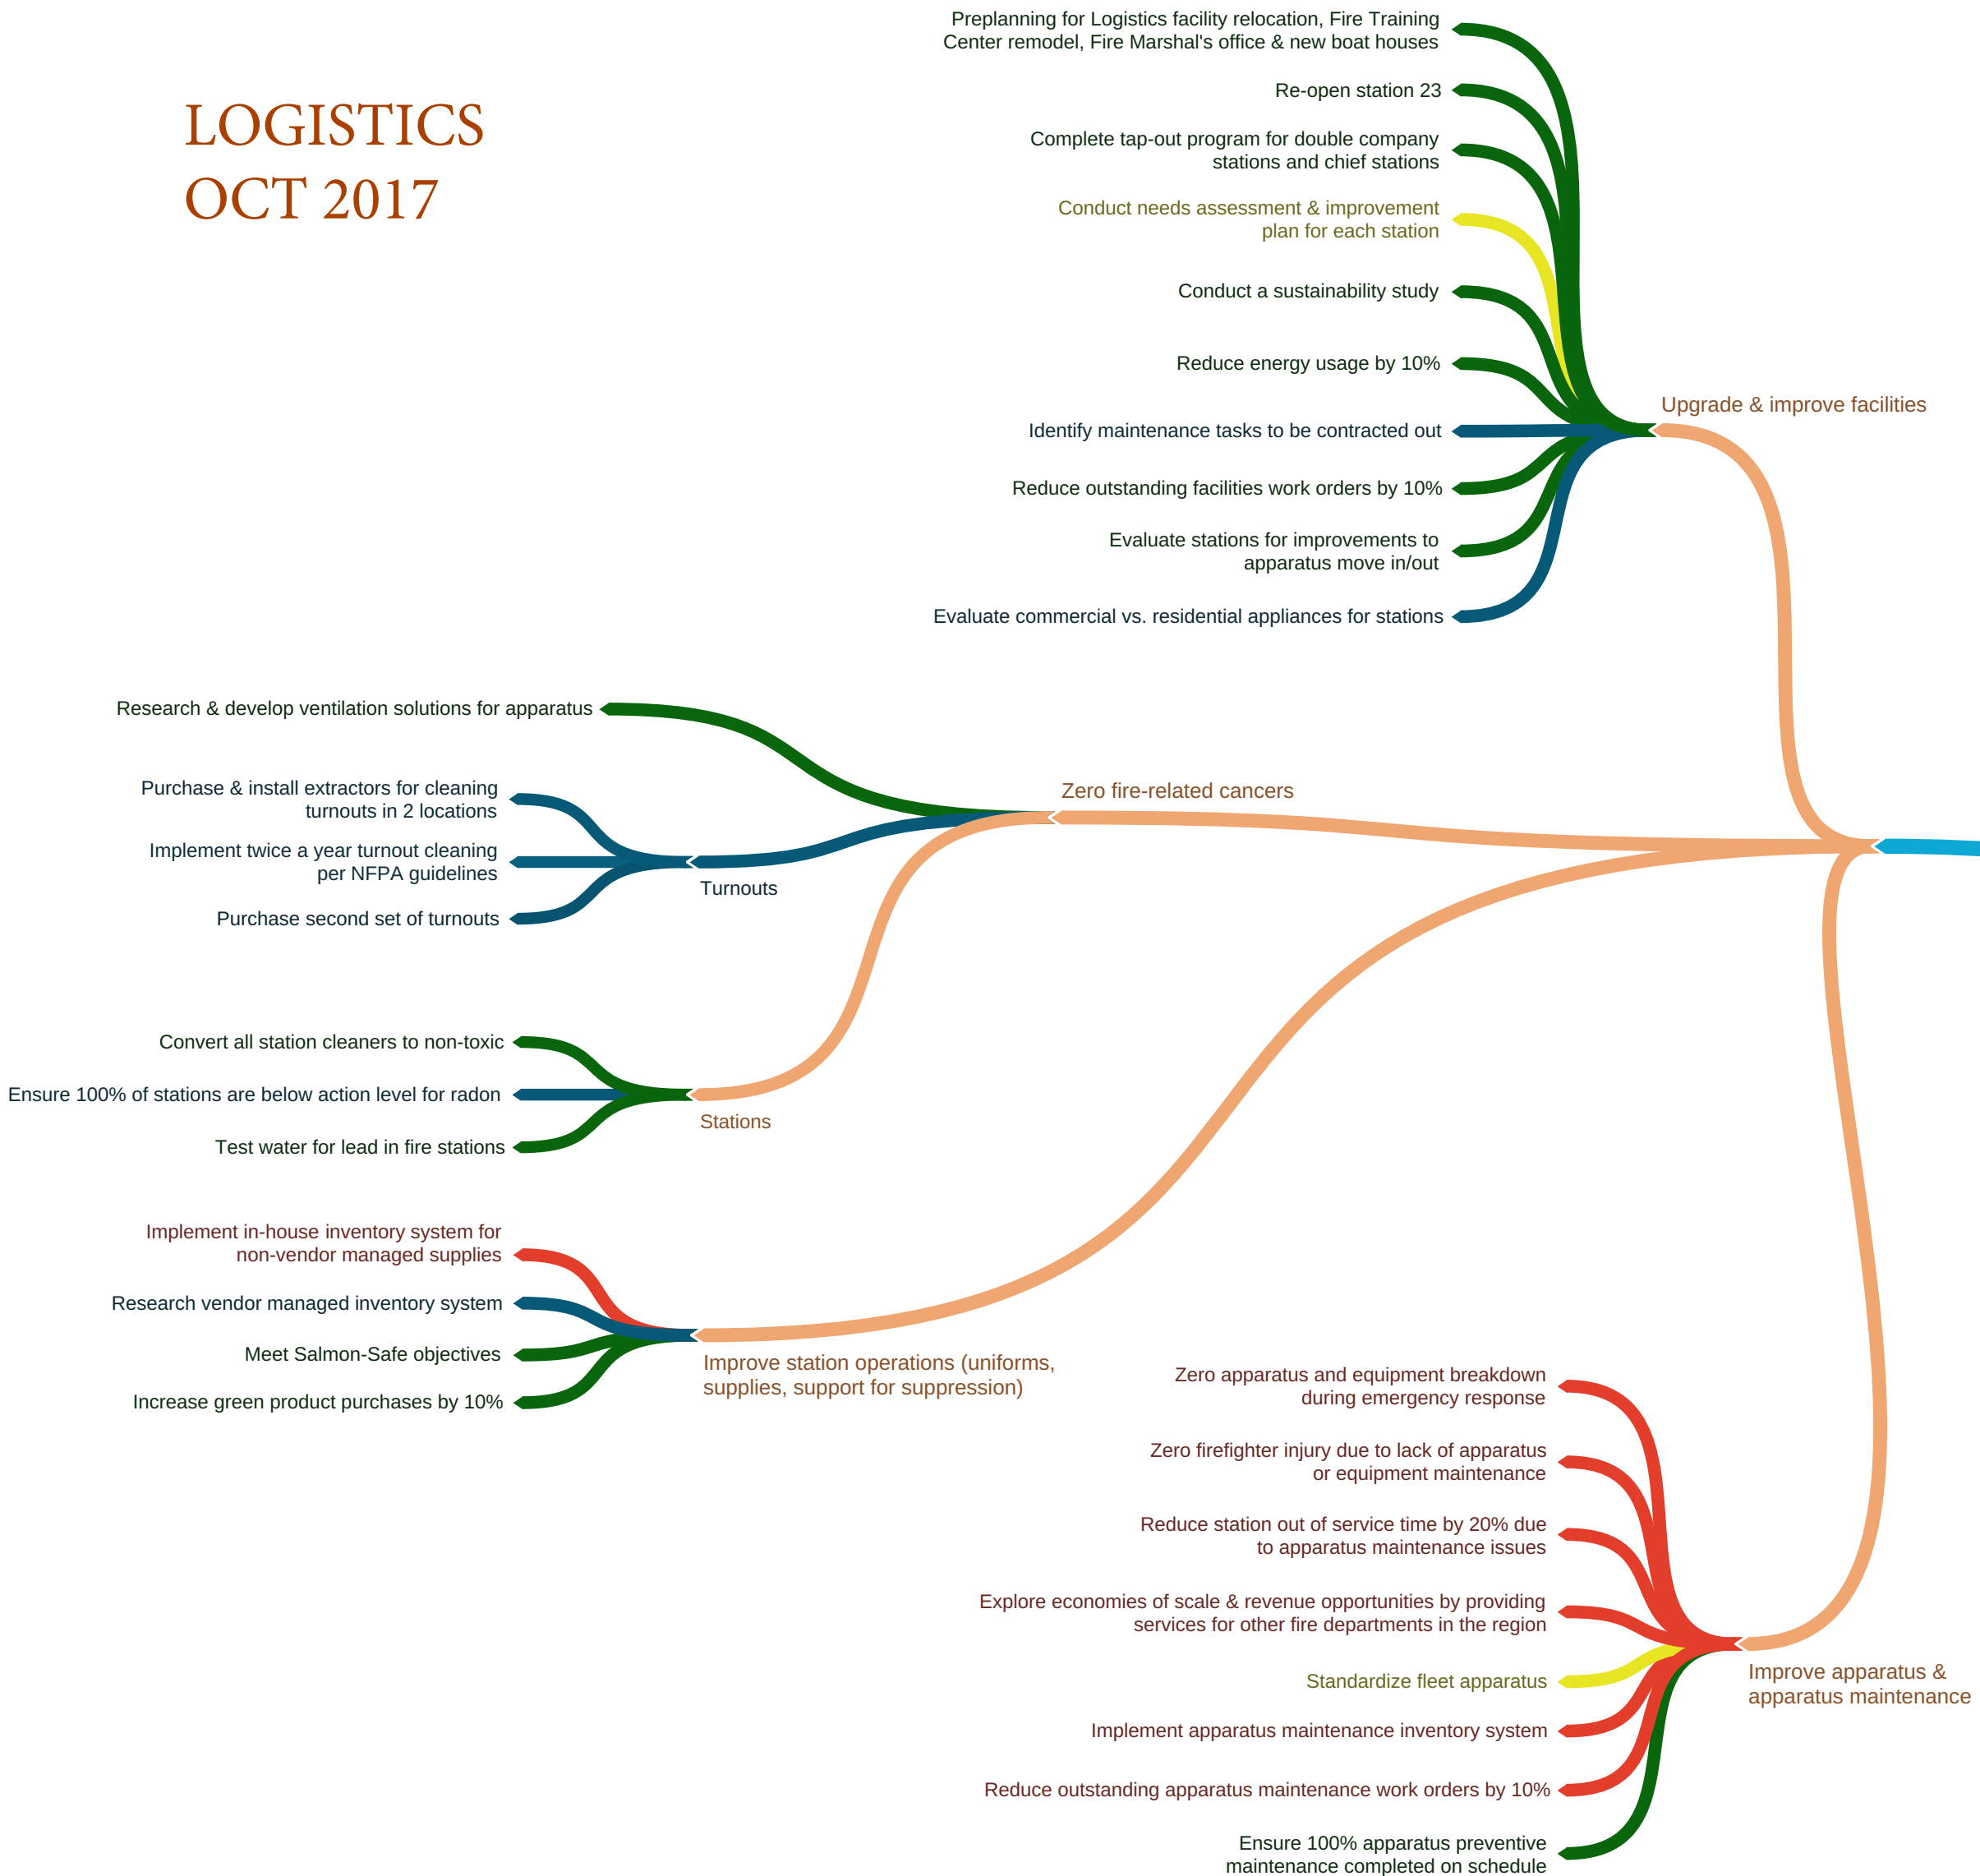 LOGISTICS
OCT 2017
Preplanning for Logistics facility relocation, Fire Training
Center remodel, Fire Marshal's office & new boat houses
Re-open station 23
Complete tap-out program for double company
stations and chief stations
Conduct needs assessment & improvement
plan for each station
Conduct a sustainability study
Reduce energy usage by 10%
Identify maintenance tasks to be contracted out
Reduce outstanding facilities work orders by 10%
Evaluate stations for improvements to
apparatus move in/out
Evaluate commercial vs. residential appliances for stations
Upgrade & improve facilities
Research & develop ventilation solutions for apparatus
Purchase & install extractors for cleaning
turnouts in 2 locations
Implement twice a year turnout cleaning
per NFPA guidelines
Purchase second set of turnouts
Turnouts
Zero fire-related cancers
Convert all station cleaners to non-toxic
Ensure 100% of stations are below action level for radon
Test water for lead in fire stations
Stations
Implement in-house inventory system for
non-vendor managed supplies
Research vendor managed inventory system
Meet Salmon-Safe objectives
Increase green product purchases by 10%
Improve station operations (uniforms,
supplies, support for suppression)
Zero apparatus and equipment breakdown
during emergency response
Zero firefighter injury due to lack of apparatus
or equipment maintenance
Reduce station out of service time by 20% due
to apparatus maintenance issues
Explore economies of scale & revenue opportunities by providing
services for other fire departments in the region
Standardize fleet apparatus
Implement apparatus maintenance inventory system
Reduce outstanding apparatus maintenance work orders by 10%
Ensure 100% apparatus preventive
maintenance completed on schedule
Improve apparatus &
apparatus maintenance